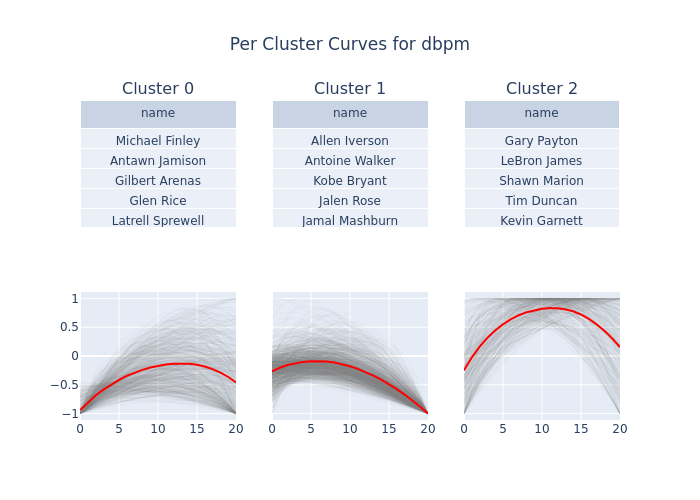 Per Cluster Curves for dbpm
Cluster 0
name
Michael Finley
Antawn Jamison
Gilbert Arenas
Glen Rice
Latrell Sprewell
Cluster 1
name
Allen Iverson
Antoine Walker
Kobe Bryant
Jalen Rose
Jamal Mashburn
Cluster 2
name
Gary Payton
LeBron James
Shawn Marion
Tim Duncan
Kevin Garnett
1
0.5
0
−0.5
−1
0 5 10 15 20
0 5 10 15 20
0 5 10 15 20